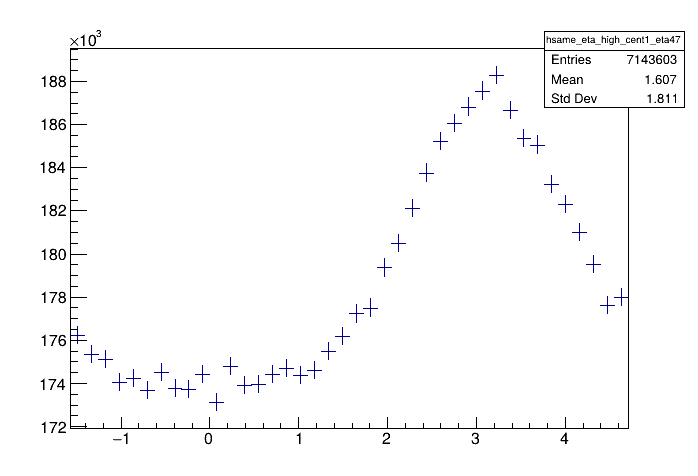 ×10³
hsame_eta_high_cent1_eta47
Entries 7143603
Mean 1.607
Std Dev 1.811
188
186
184
182
180
178
176
174
172
−1 0 1 2 3 4